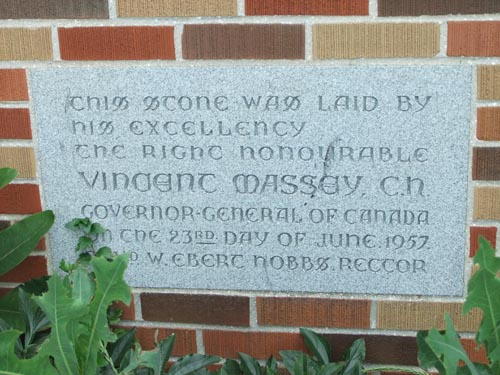 THIS STONE WAS LAID BY
HIS EXCELLENCY
THE RIGHT HONOURABLE
VINCENT MASSEY, C.H.
GOVERNOR-GENERAL OF CANADA
THE 23RD DAY OF JUNE, 1957
W. EBERT HOBBS, RECTOR